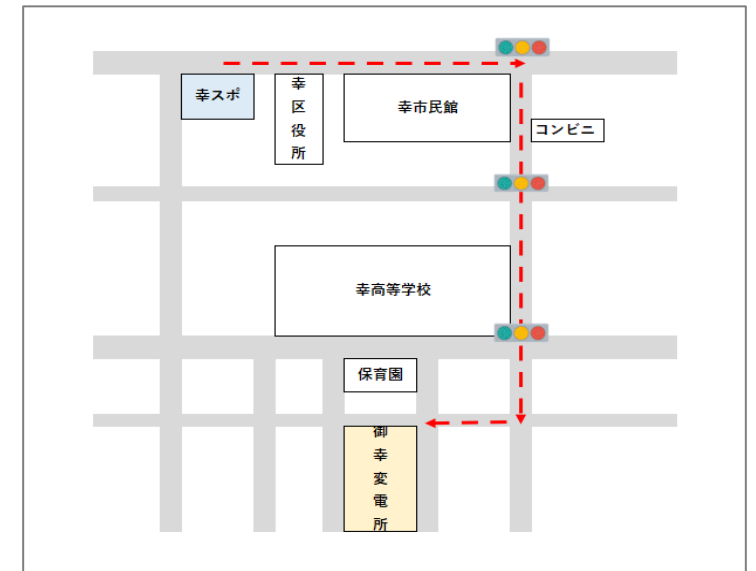 幸スポ
幸区役所
幸市民館
コンビニ
幸高等学校
保育園
御幸変電所